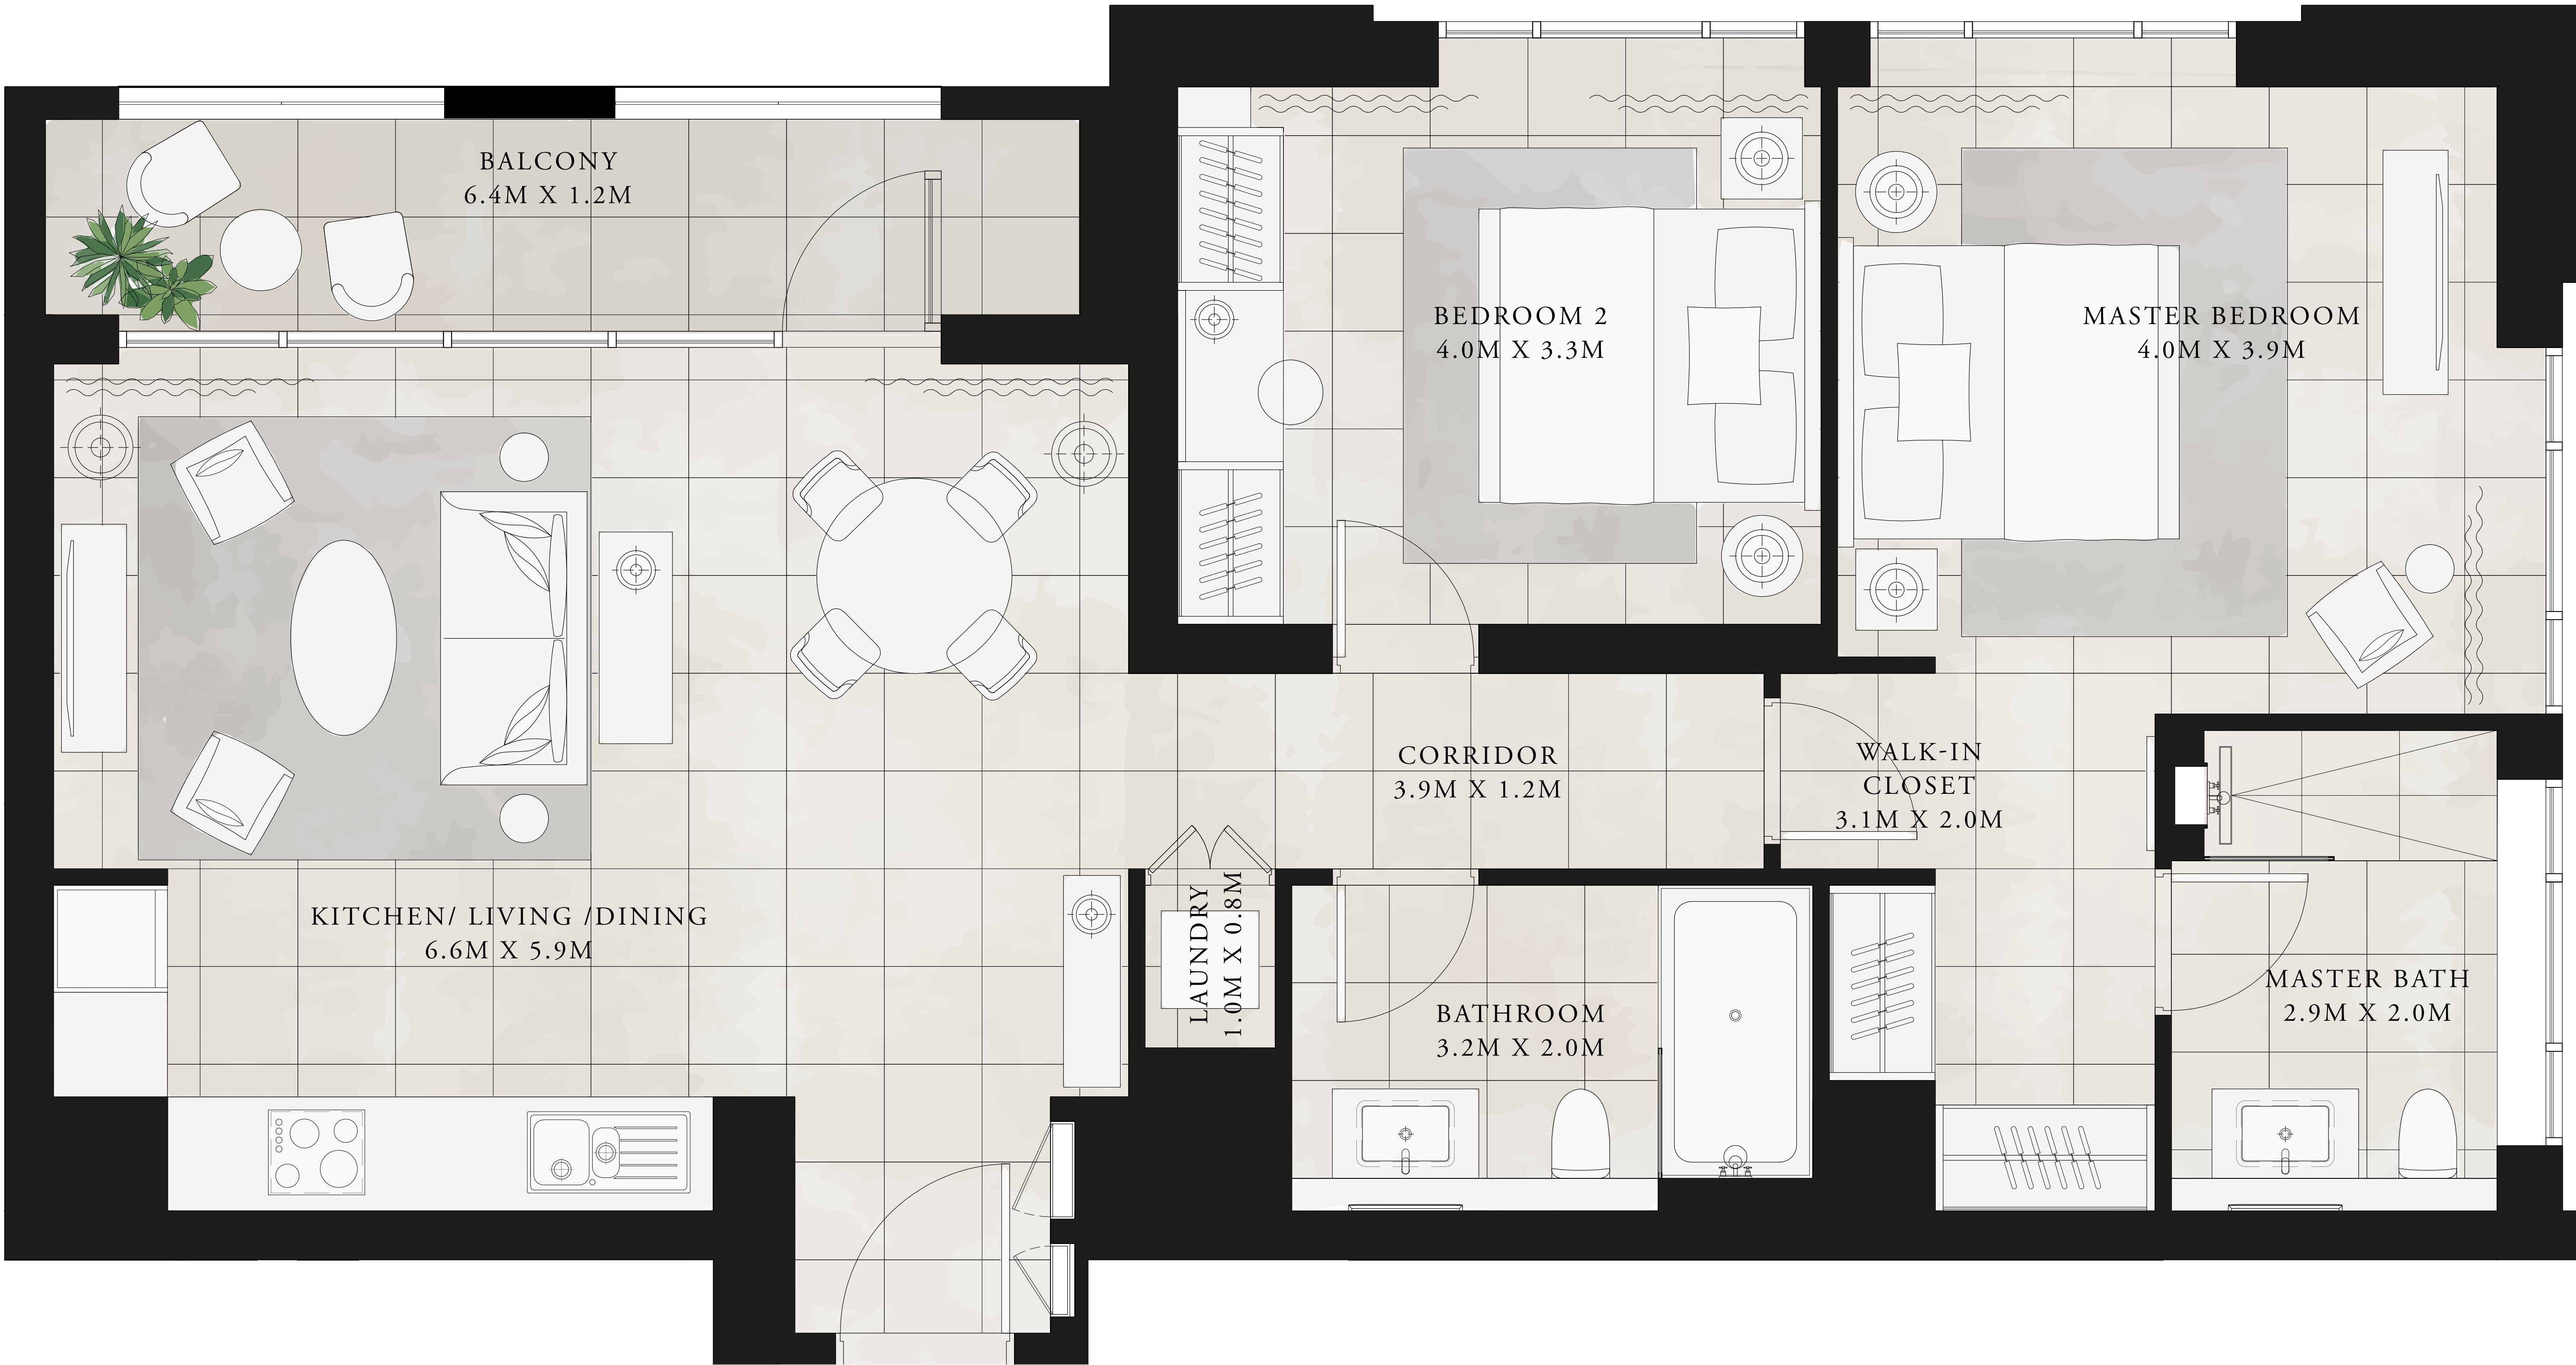 BALCONY
6.4M X 1.2M
BEDROOM 2
4.0M X 3.3M
MASTER BEDROOM
4.0M X 3.9M
CORRIDOR
3.9M X 1.2M
WALK-IN
CLOSET
3.1M X 2.0M
KITCHEN/ LIVING /DINING
6.6M X 5.9M
LAUNDRY
1.0M X 0.8M
BATHROOM
3.2M X 2.0M
MASTER BATH
2.9M X 2.0M